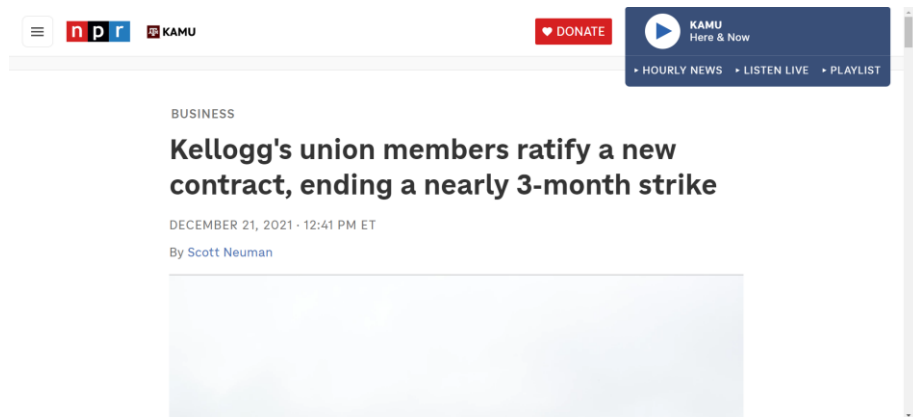 npr KAMU
DONATE
KAMU
Here & Now
HOURLY NEWS LISTEN LIVE PLAYLIST
BUSINESS
Kellogg's union members ratify a new
contract, ending a nearly 3-month strike
DECEMBER 21, 2021 · 12:41 PM ET
By Scott Neuman